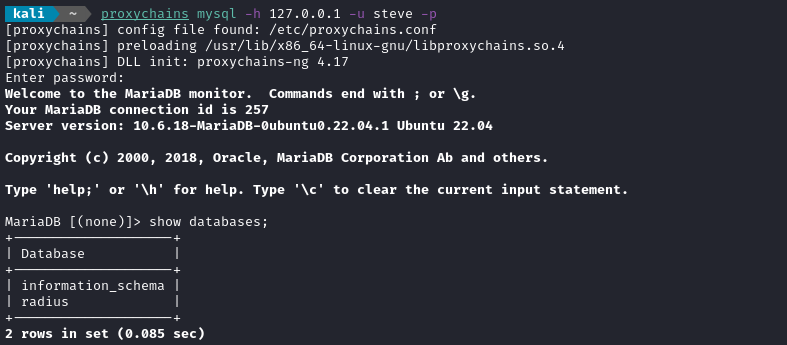 kali ~ proxychains mysql -h 127.0.0.1 -u steve -p
[proxychains] config file found: /etc/proxychains.conf
[proxychains] preloading /usr/lib/x86_64-linux-gnu/libproxychains.so.4
[proxychains] DLL init: proxychains-ng 4.17
Enter password:
Welcome to the MariaDB monitor.  Commands end with ; or \g.
Your MariaDB connection id is 257
Server version: 10.6.18-MariaDB-0ubuntu0.22.04.1 Ubuntu 22.04
Copyright (c) 2000, 2018, Oracle, MariaDB Corporation Ab and others.
Type 'help;' or '\h' for help. Type '\c' to clear the current input statement.
MariaDB [(none)]> show databases;
+--------------------+
| Database           |
+--------------------+
| information_schema |
| radius             |
+--------------------+
2 rows in set (0.085 sec)